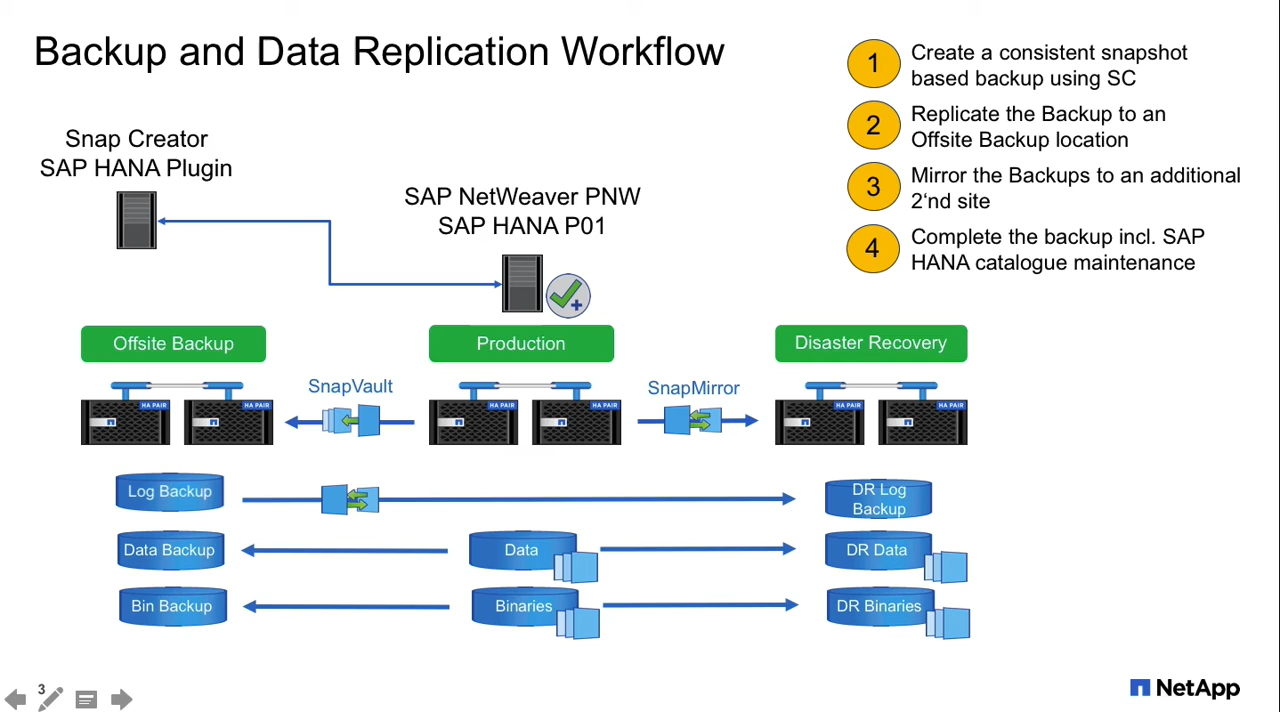 Backup and Data Replication Workflow
1
Create a consistent snapshot
based backup using SC
2
Replicate the Backup to an
Offsite Backup location
3
Mirror the Backups to an additional
2‘nd site
4
Complete the backup incl. SAP
HANA catalogue maintenance
Snap Creator
SAP HANA Plugin
SAP NetWeaver PNW
SAP HANA P01
Offsite Backup
Production
Disaster Recovery
SnapVault
SnapMirror
HA PAIR
HA PAIR
HA PAIR
HA PAIR
HA PAIR
HA PAIR
Log Backup
DR Log
Backup
Data Backup
Data
DR Data
Bin Backup
Binaries
DR Binaries
3
NetApp